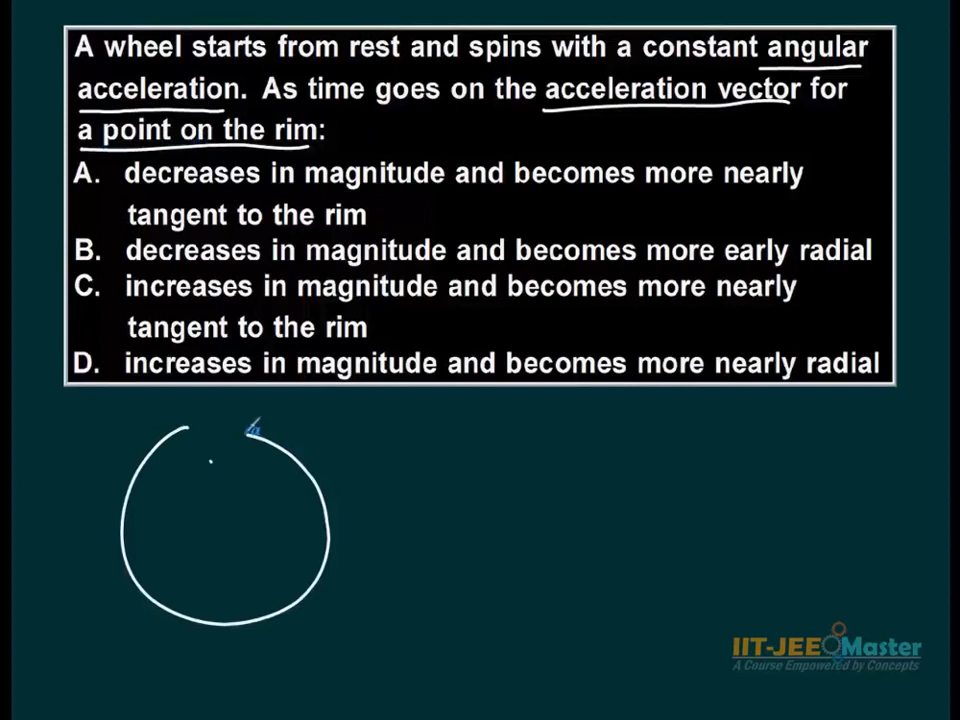 A wheel starts from rest and spins with a constant angular
acceleration. As time goes on the acceleration vector for
a point on the rim:
A. decreases in magnitude and becomes more nearly
tangent to the rim
B. decreases in magnitude and becomes more early radial
C. increases in magnitude and becomes more nearly
tangent to the rim
D. increases in magnitude and becomes more nearly radial
IIT-JEE Master
A Course Empowered by Concepts